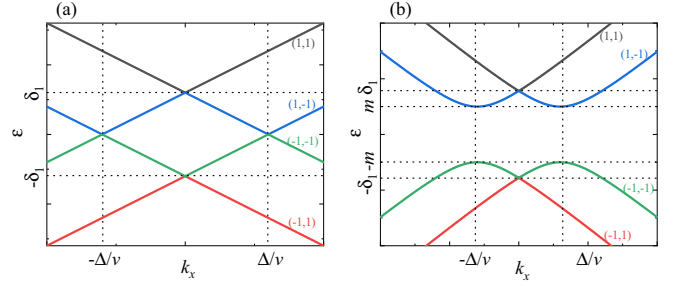 (a)
(1,1)
δ₁
(1,-1)
ε
(-1,-1)
-δ₁
(-1,1)
-Δ/v
kₓ
Δ/v
(b)
(1,1)
(1,-1)
m δ₁
ε
-δ₁ -m
(-1,-1)
(-1,1)
-Δ/v
kₓ
Δ/v